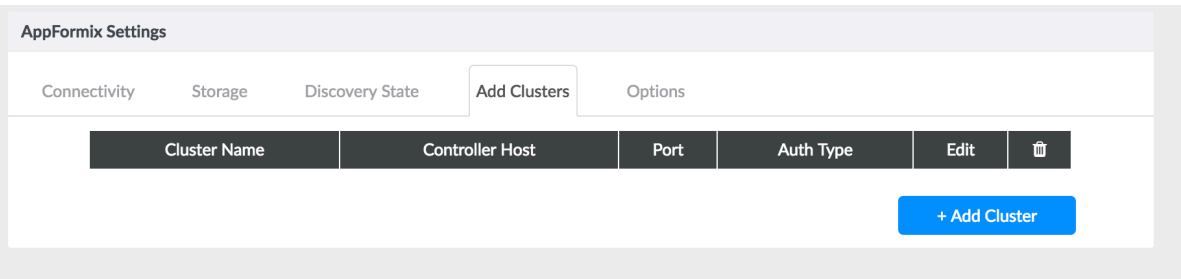 AppFormix Settings
Connectivity Storage Discovery State Add Clusters Options
Cluster Name Controller Host Port Auth Type Edit
+ Add Cluster